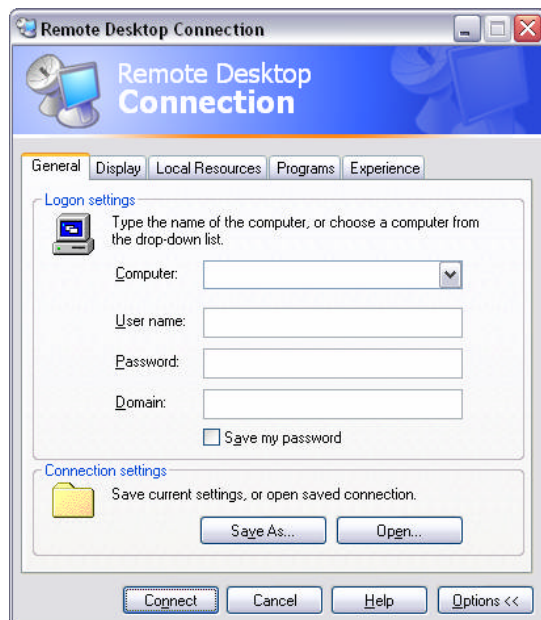 Remote Desktop Connection
Remote Desktop
Connection
General Display Local Resources Programs Experience
Logon settings
Type the name of the computer, or choose a computer from
the drop-down list.
Computer:
User name:
Password:
Domain:
Save my password
Connection settings
Save current settings, or open saved connection.
Save As... Open...
Connect Cancel Help Options <<